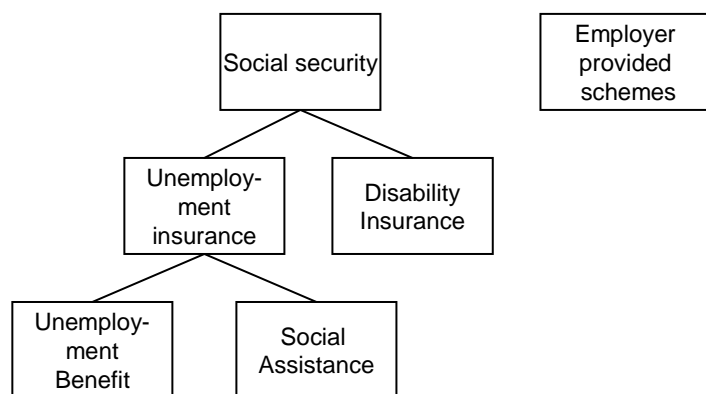 Social security
Employer
provided
schemes
Unemploy-
ment
insurance
Disability
Insurance
Unemploy-
ment
Benefit
Social
Assistance